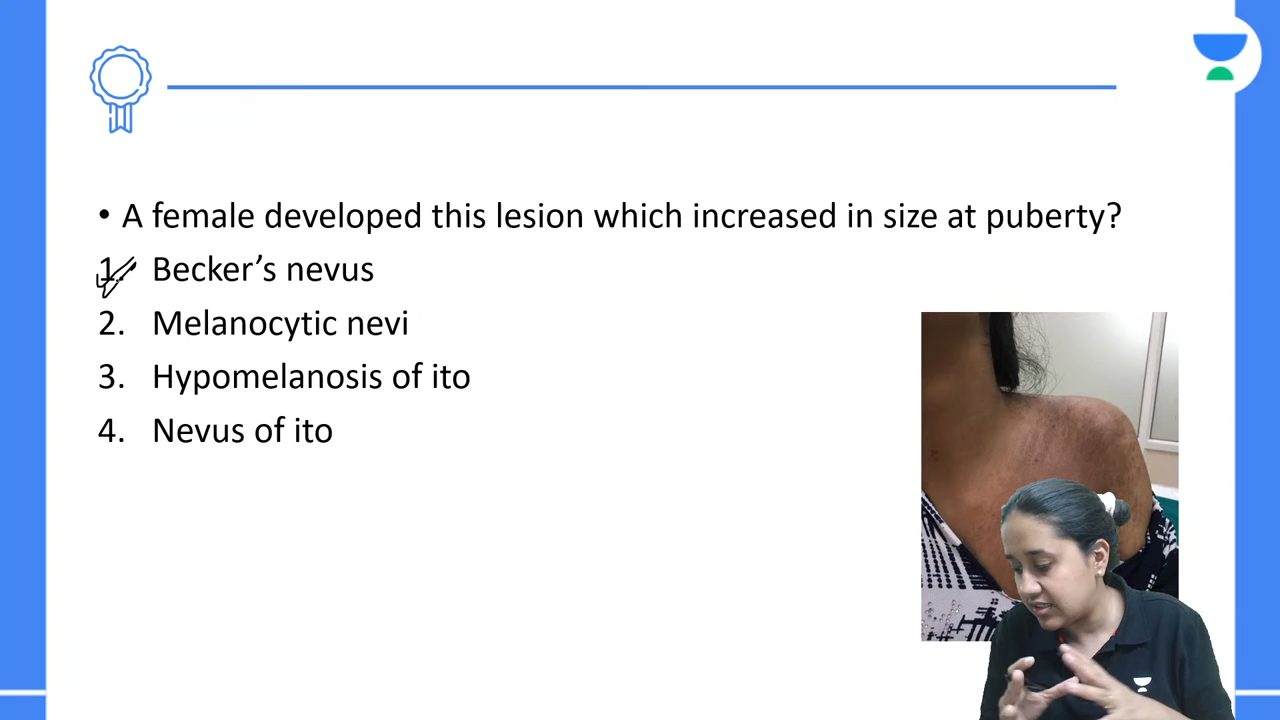 • A female developed this lesion which increased in size at puberty?
1. Becker's nevus
2. Melanocytic nevi
3. Hypomelanosis of ito
4. Nevus of ito